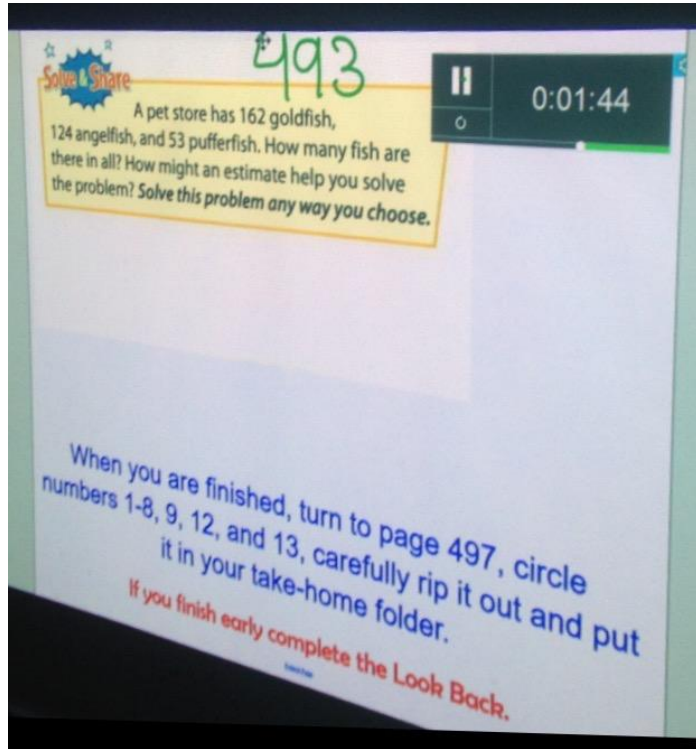 493
Solve & Share
0:01:44
A pet store has 162 goldfish,
124 angelfish, and 53 pufferfish. How many fish are
there in all? How might an estimate help you solve
the problem? Solve this problem any way you choose.
When you are finished, turn to page 497, circle
numbers 1-8, 9, 12, and 13, carefully rip it out and put
it in your take-home folder.
If you finish early complete the Look Back.